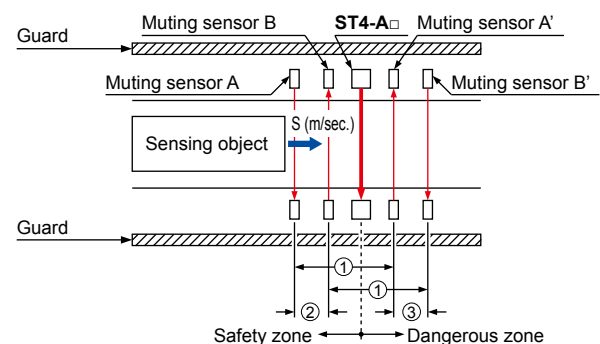 Guard
Muting sensor B
ST4-A□
Muting sensor A’
Muting sensor A
Muting sensor B’
S (m/sec.)
Sensing object
Guard
①
①
②
③
Safety zone
Dangerous zone